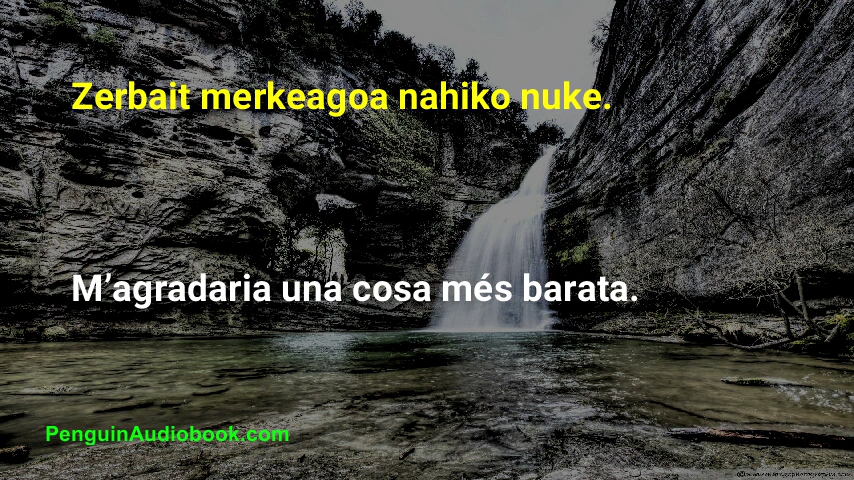 Zerbait merkeagoa nahiko nuke.
M’agradaria una cosa més barata.
PenguinAudiobook.com